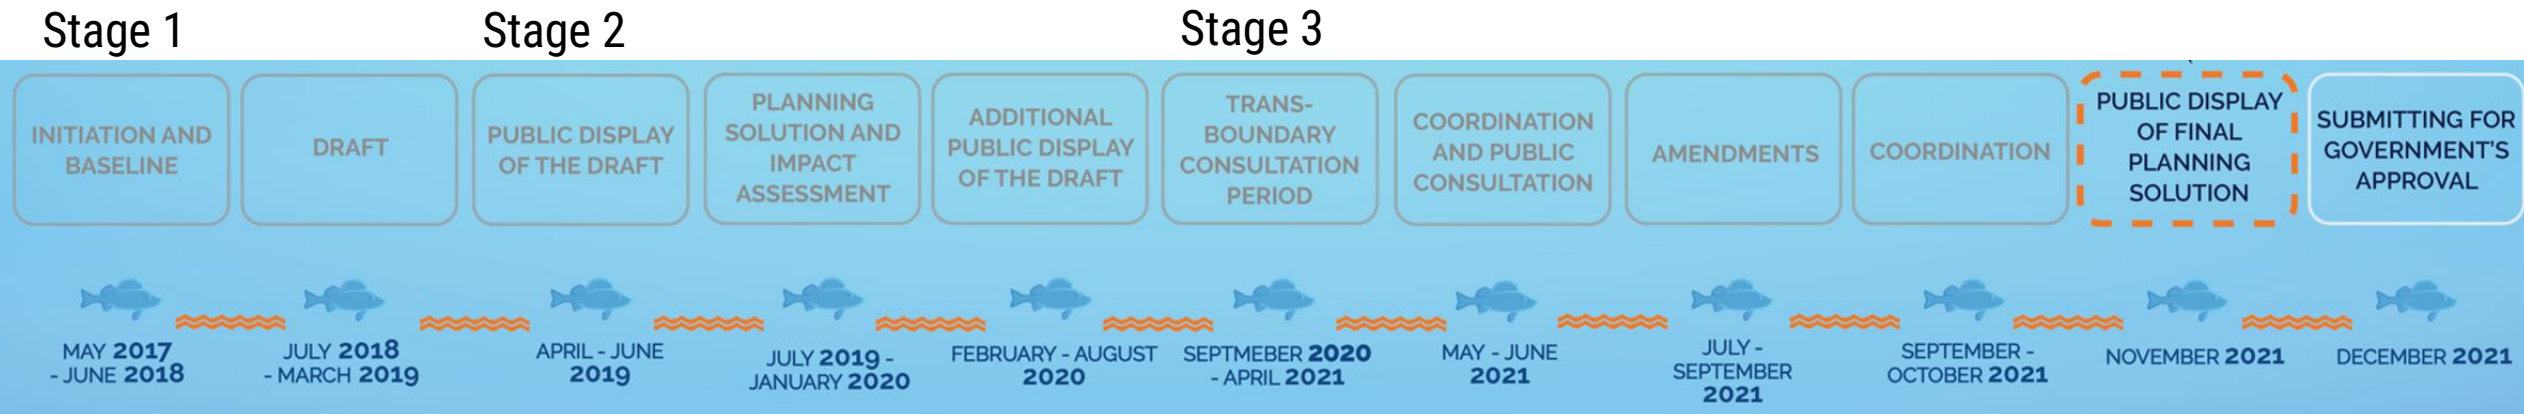 Stage 1
Stage 2
Stage 3
INITIATION AND
BASELINE
DRAFT
PUBLIC DISPLAY
OF THE DRAFT
PLANNING
SOLUTION AND
IMPACT
ASSESSMENT
ADDITIONAL
PUBLIC DISPLAY
OF THE DRAFT
TRANS-
BOUNDARY
CONSULTATION
PERIOD
COORDINATION
AND PUBLIC
CONSULTATION
AMENDMENTS
COORDINATION
PUBLIC DISPLAY
OF FINAL
PLANNING
SOLUTION
SUBMITTING FOR
GOVERNMENT'S
APPROVAL
MAY 2017
- JUNE 2018
JULY 2018
- MARCH 2019
APRIL - JUNE
2019
JULY 2019 -
JANUARY 2020
FEBRUARY - AUGUST
2020
SEPTMEBER 2020
- APRIL 2021
MAY - JUNE
2021
JULY -
SEPTEMBER
2021
SEPTEMBER -
OCTOBER 2021
NOVEMBER 2021
DECEMBER 2021